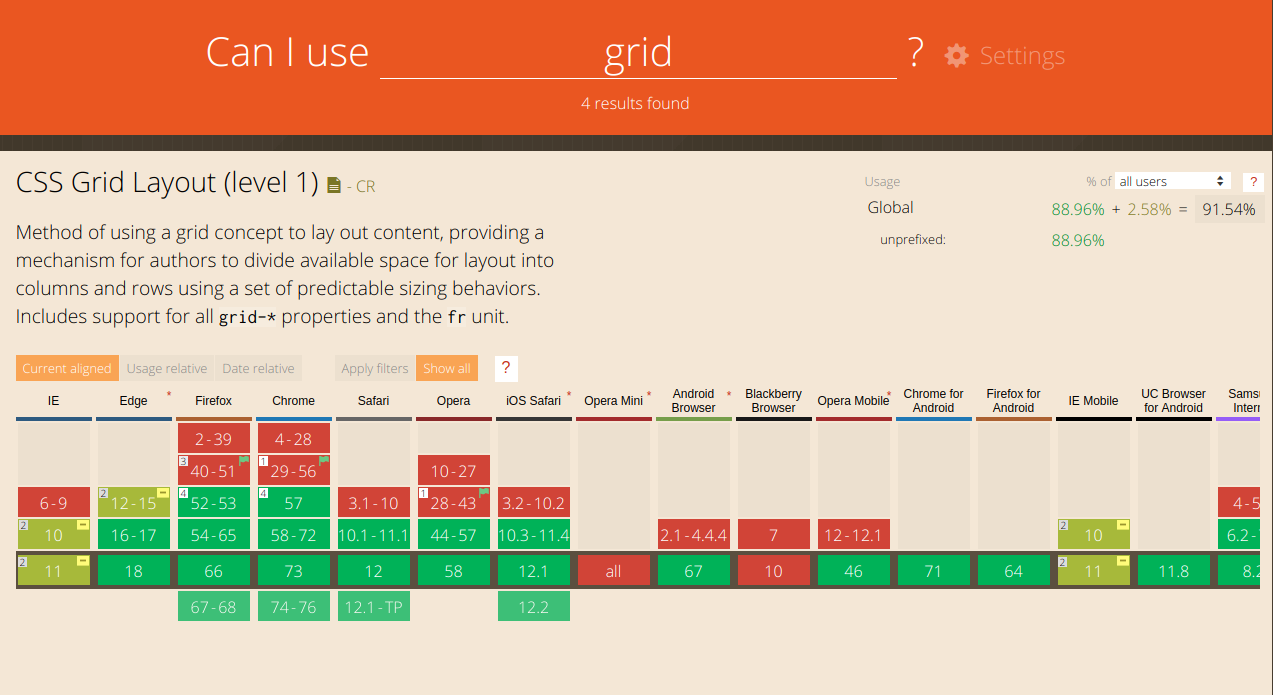 Can I use grid ? Settings
4 results found
CSS Grid Layout (level 1) - CR
Usage % of all users ?
Global 88.96% + 2.58% = 91.54%
unprefixed: 88.96%
Method of using a grid concept to lay out content, providing a
mechanism for authors to divide available space for layout into
columns and rows using a set of predictable sizing behaviors.
Includes support for all grid-* properties and the fr unit.
Current aligned Usage relative Date relative Apply filters Show all ?
IE Edge * Firefox Chrome Safari Opera iOS Safari * Opera Mini * Android Browser * Blackberry Browser Opera Mobile * Chrome for Android Firefox for Android IE Mobile UC Browser for Android Sams Inter
2-39 4-28
3 40-51 1 29-56 10-27
6-9 2 12-15 4 52-53 4 57 3.1-10 1 28-43 3.2-10.2 4-5
2 10 16-17 54-65 58-72 10.1-11.1 44-57 10.3-11.4 2.1-4.4.4 7 12-12.1 2 10 6.2-
2 11 18 66 73 12 58 12.1 all 67 10 46 71 64 2 11 11.8 8.2
67-68 74-76 12.1-TP 12.2